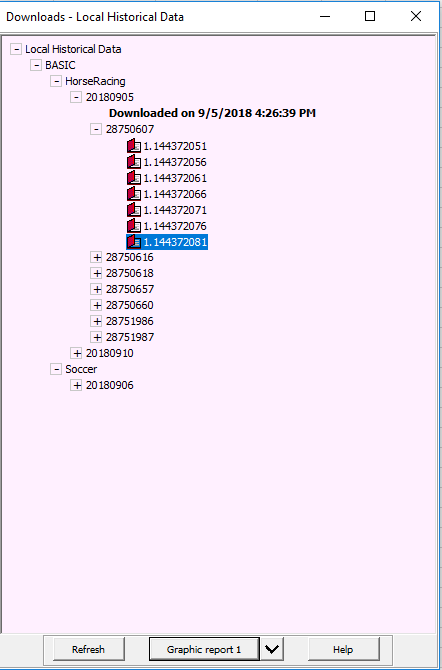 Downloads - Local Historical Data
Local Historical Data
BASIC
HorseRacing
20180905
Downloaded on 9/5/2018 4:26:39 PM
28750607
1.144372051
1.144372056
1.144372061
1.144372066
1.144372071
1.144372076
1.144372081
28750616
28750618
28750657
28750660
28751986
28751987
20180910
Soccer
20180906
Refresh Graphic report 1 Help